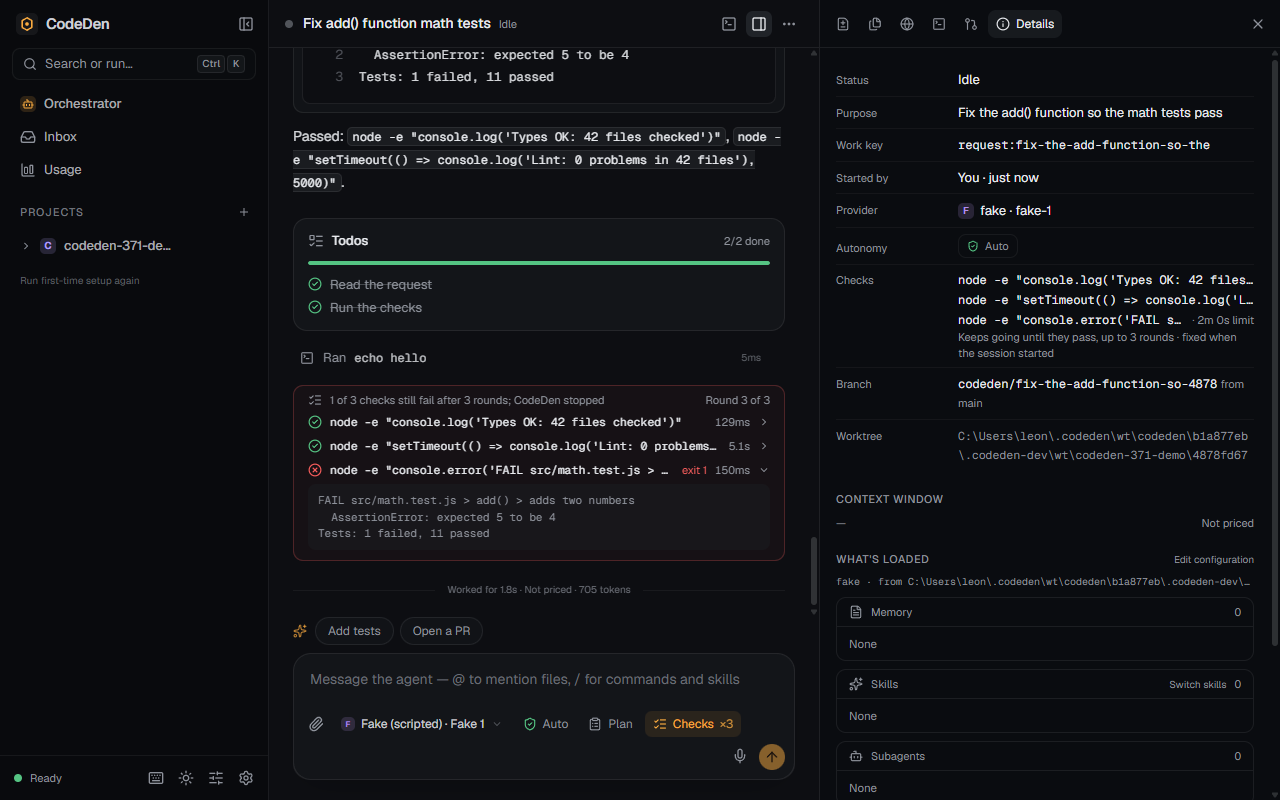 CodeDen
Search or run…
Ctrl K
Orchestrator
Inbox
Usage
PROJECTS
C codeden-371-de…
Run first-time setup again
Ready
Fix add() function math tests Idle
2 AssertionError: expected 5 to be 4
3 Tests: 1 failed, 11 passed
Passed: node -e "console.log('Types OK: 42 files checked')", node -
e "setTimeout(() => console.log('Lint: 0 problems in 42 files'),
5000)".
Todos 2/2 done
Read the request
Run the checks
Ran echo hello 5ms
1 of 3 checks still fail after 3 rounds; CodeDen stopped Round 3 of 3
node -e "console.log('Types OK: 42 files checked')" 129ms
node -e "setTimeout(() => console.log('Lint: 0 problems… 5.1s
node -e "console.error('FAIL src/math.test.js > … exit 1 150ms
FAIL src/math.test.js > add() > adds two numbers
AssertionError: expected 5 to be 4
Tests: 1 failed, 11 passed
Worked for 1.8s · Not priced · 705 tokens
Add tests
Open a PR
Message the agent — @ to mention files, / for commands and skills
F Fake (scripted) · Fake 1
Auto
Plan
Checks ×3
Details
Status Idle
Purpose Fix the add() function so the math tests pass
Work key request:fix-the-add-function-so-the
Started by You · just now
Provider F fake · fake-1
Autonomy Auto
Checks node -e "console.log('Types OK: 42 files…
node -e "setTimeout(() => console.log('L…
node -e "console.error('FAIL s… · 2m 0s limit
Keeps going until they pass, up to 3 rounds · fixed when
the session started
Branch codeden/fix-the-add-function-so-4878 from
main
Worktree C:\Users\leon\.codeden\wt\codeden\b1a877eb
\.codeden-dev\wt\codeden-371-demo\4878fd67
CONTEXT WINDOW
— Not priced
WHAT'S LOADED Edit configuration
fake · from C:\Users\leon\.codeden\wt\codeden\b1a877eb\.codeden-dev\…
Memory 0
None
Skills Switch skills 0
None
Subagents 0
None